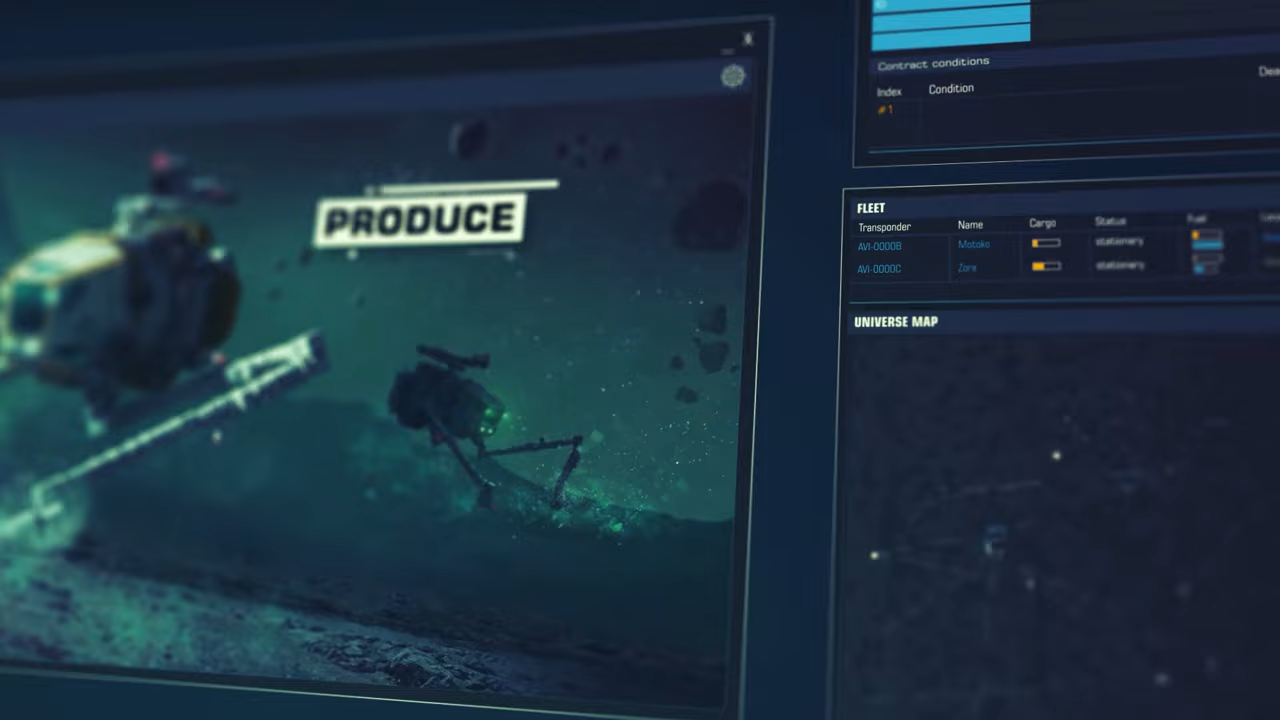 _ X
PRODUCE
Contract conditions
Index Condition
#1
FLEET
Transponder Name Cargo Status Fuel
AVI-0000B Motoko stationary
AVI-0000C Zora stationary
UNIVERSE MAP